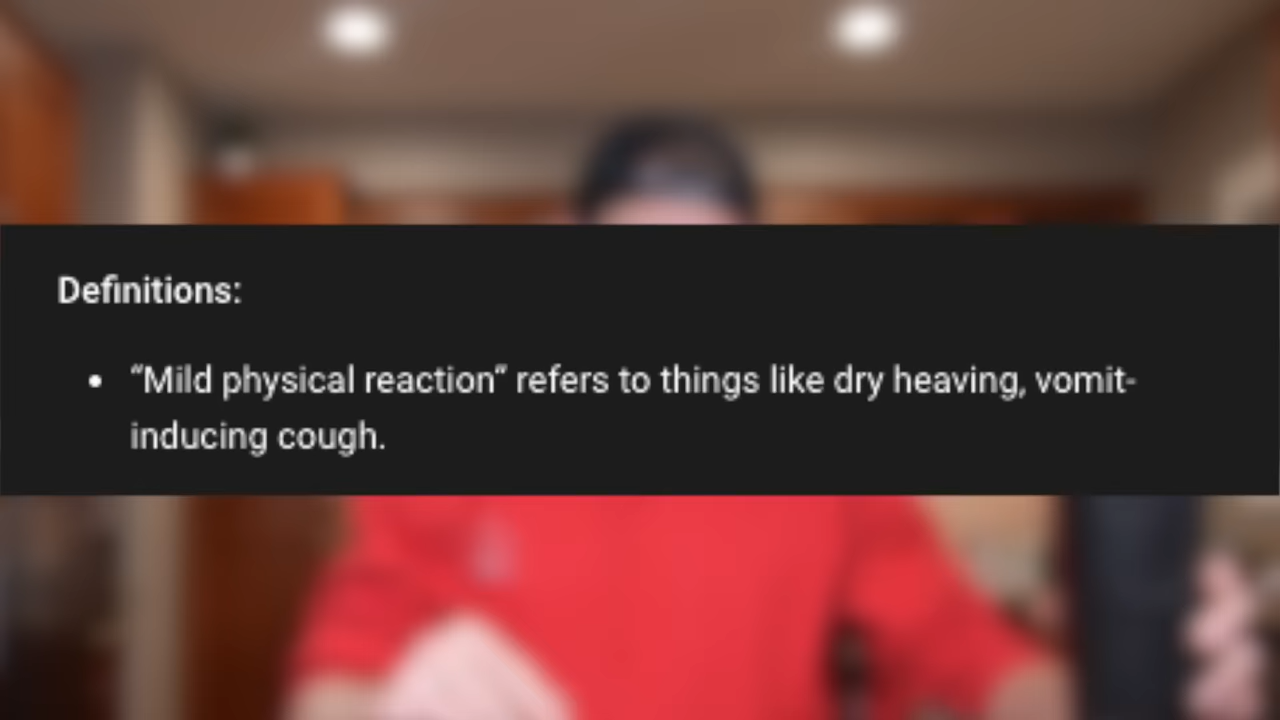 Definitions:
• “Mild physical reaction” refers to things like dry heaving, vomit-
inducing cough.